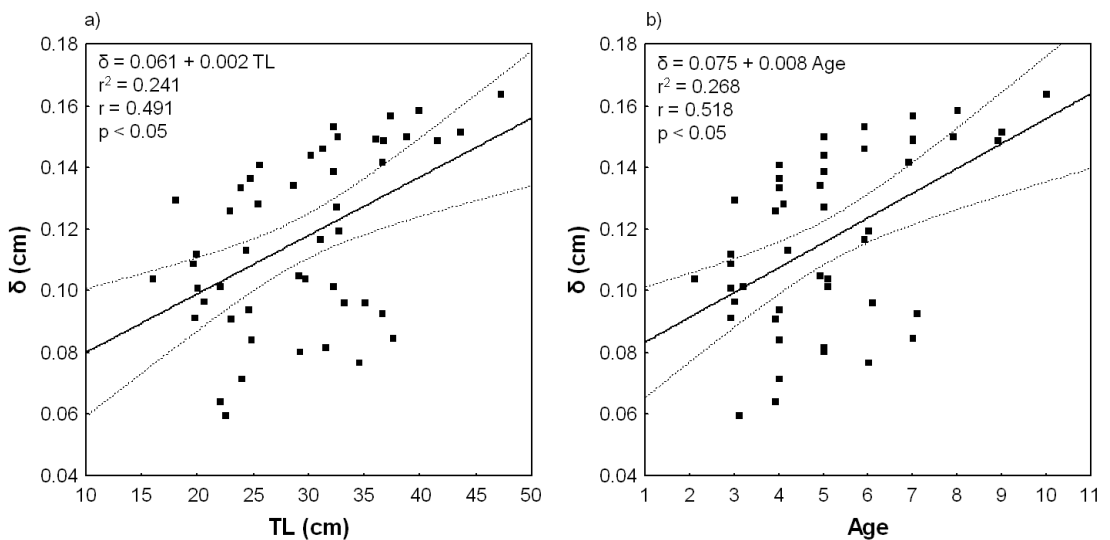 a)
δ = 0.061 + 0.002 TL
r² = 0.241
r = 0.491
p < 0.05
0.18
0.16
0.14
0.12
0.10
0.08
0.06
0.04
δ (cm)
10 15 20 25 30 35 40 45 50
TL (cm)
b)
δ = 0.075 + 0.008 Age
r² = 0.268
r = 0.518
p < 0.05
0.18
0.16
0.14
0.12
0.10
0.08
0.06
0.04
δ (cm)
1 2 3 4 5 6 7 8 9 10 11
Age